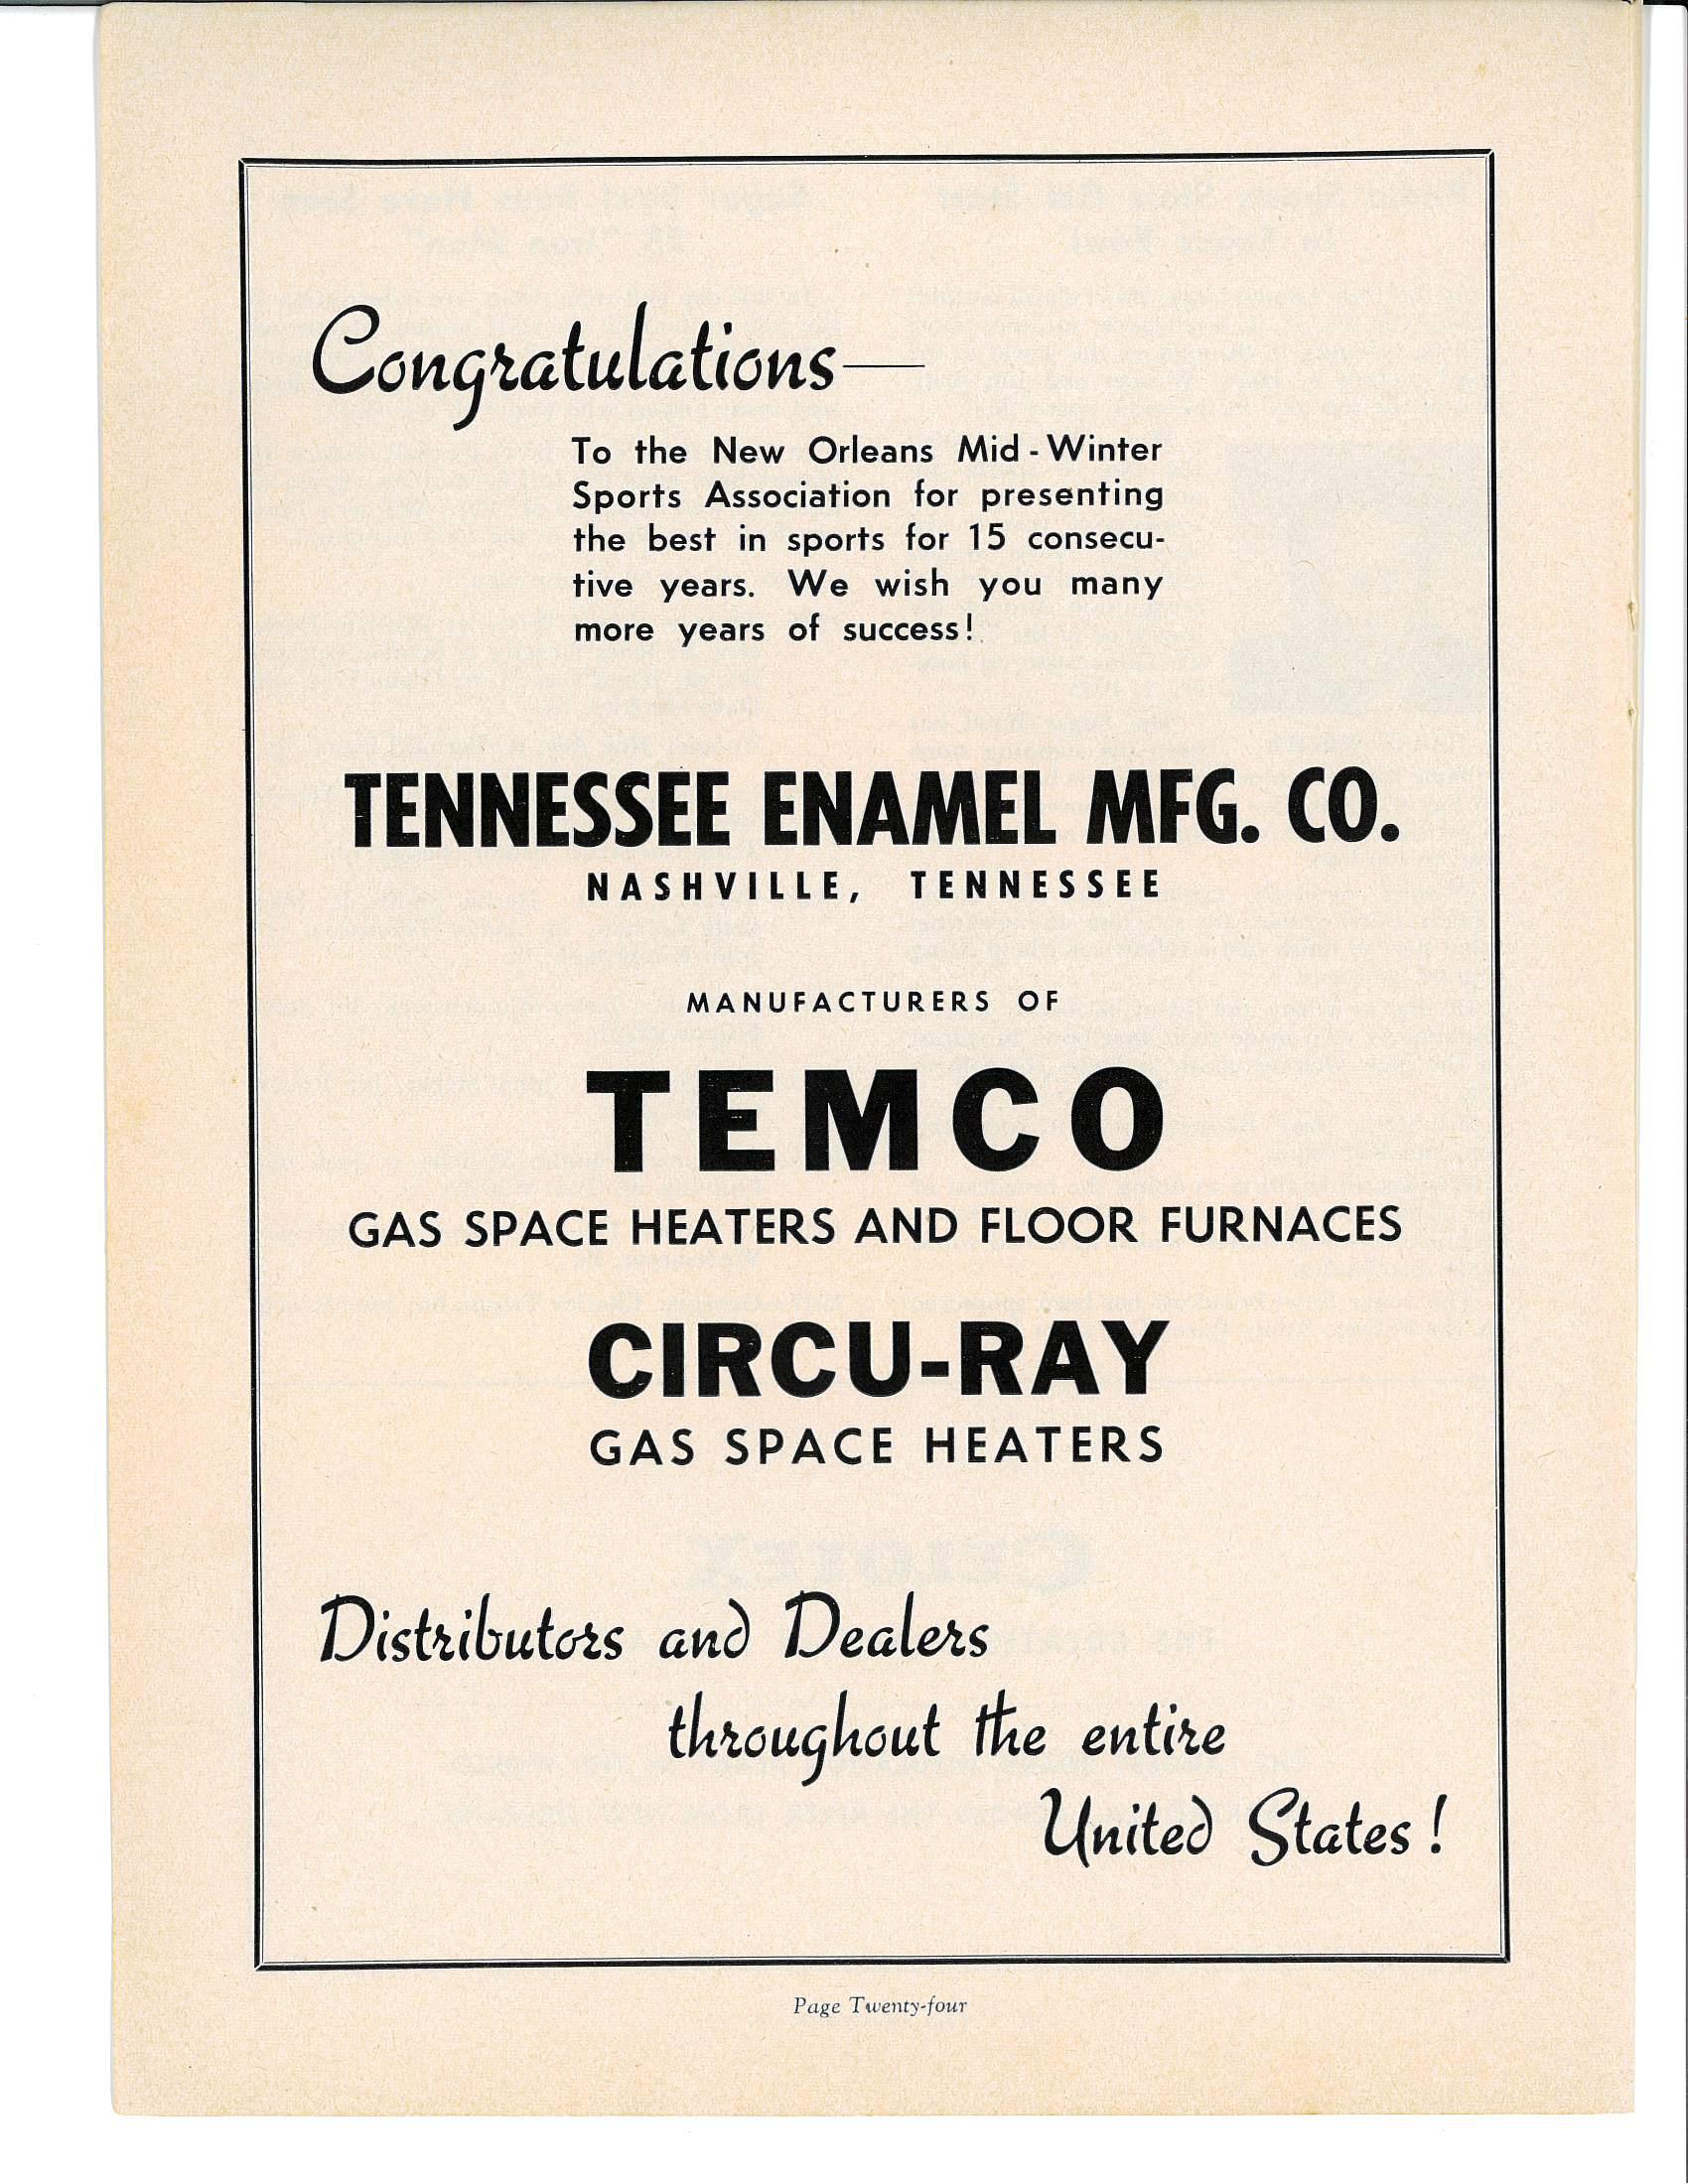 Congratulations—
To the New Orleans Mid-Winter
Sports Association for presenting
the best in sports for 15 consecu-
tive years. We wish you many
more years of success!
TENNESSEE ENAMEL MFG. CO.
NASHVILLE, TENNESSEE
MANUFACTURERS OF
TEMCO
GAS SPACE HEATERS AND FLOOR FURNACES
CIRCU-RAY
GAS SPACE HEATERS
Distributors and Dealers
throughout the entire
United States!
Page Twenty-four